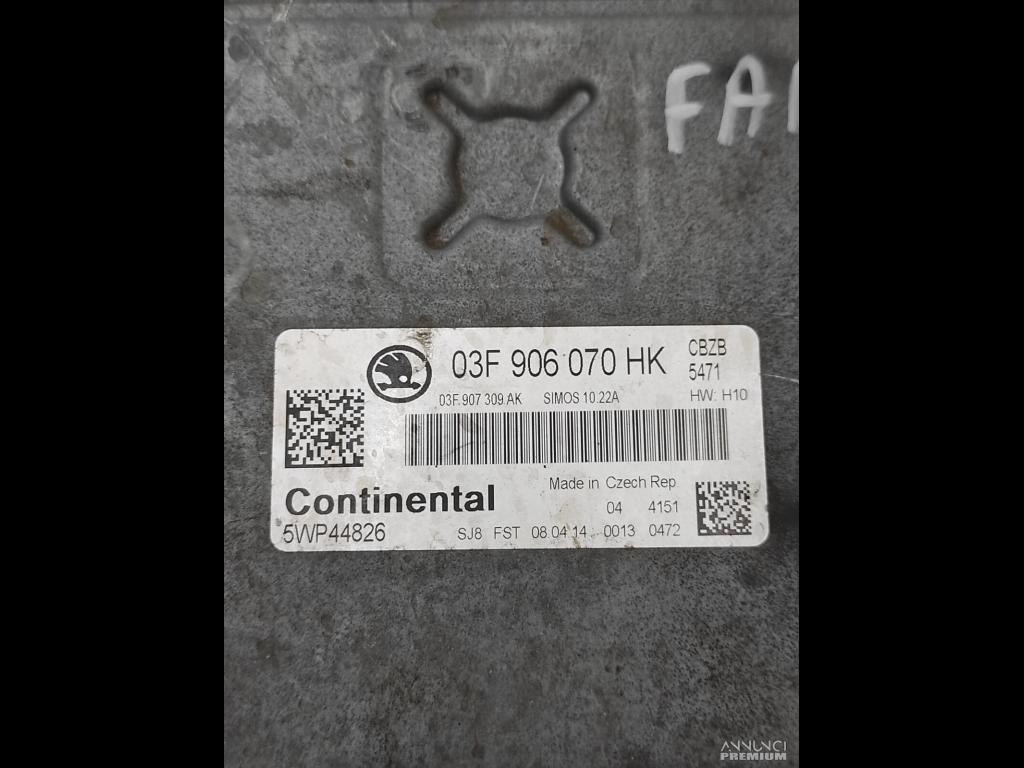 03F 906 070 HK
CBZB
5471
03F.907 309.AK SIMOS 10.22A HW: H10
Made in Czech Rep
Continental
04 4151
5WP44826
SJ8 FST 08.04.14 0013 0472
ANNUNCI
PREMIUM